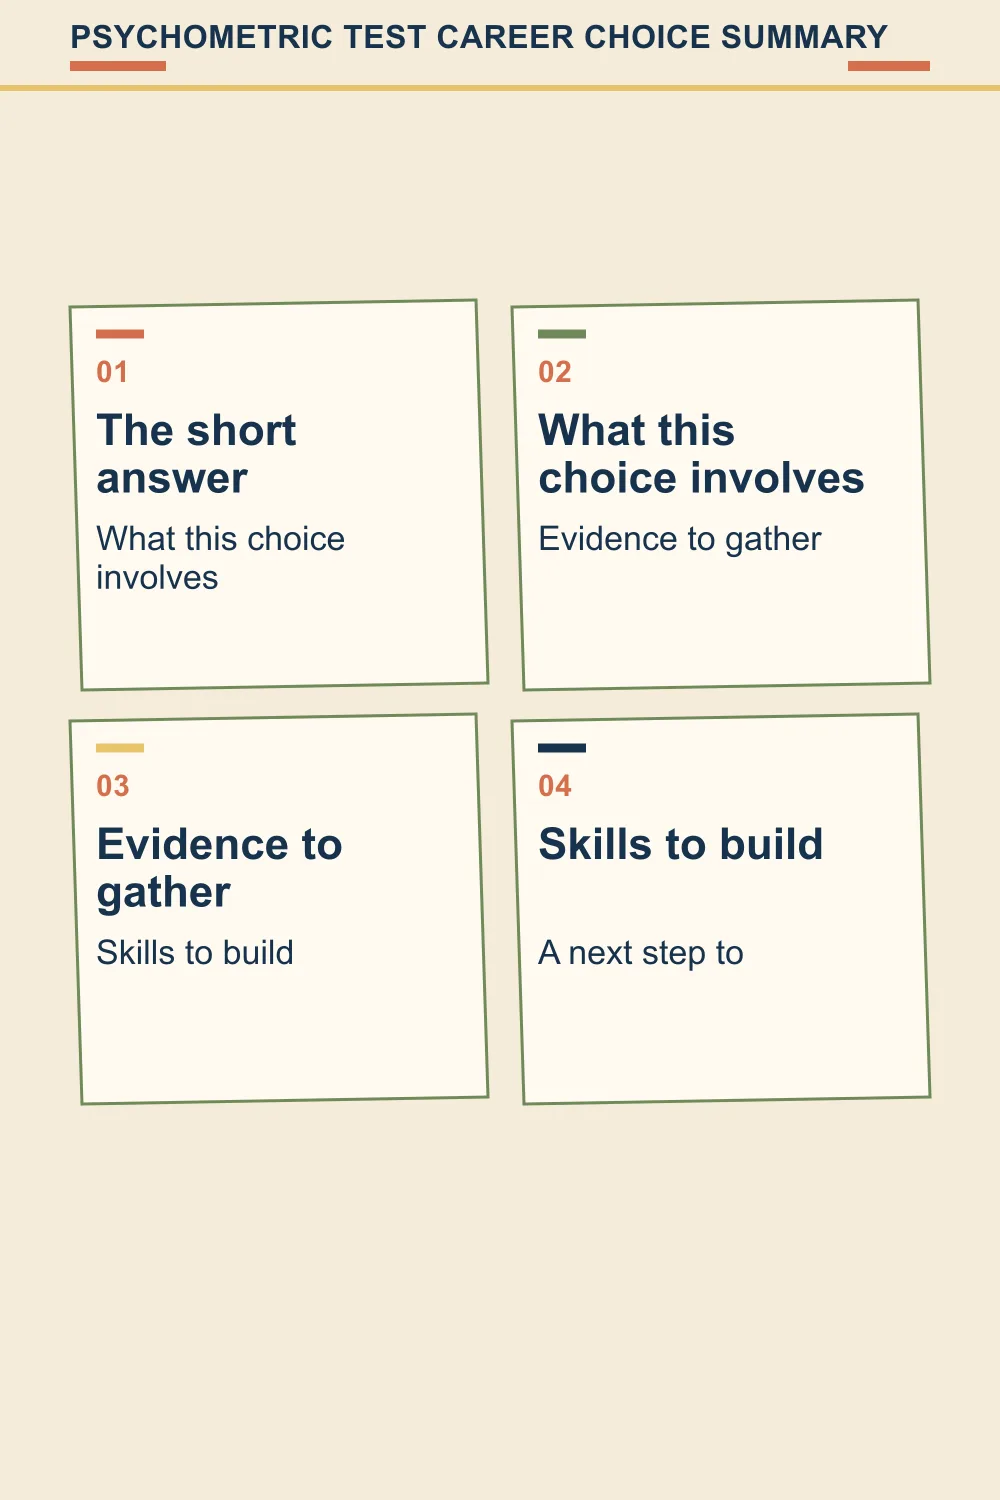 PSYCHOMETRIC TEST CAREER CHOICE SUMMARY
01
The short
answer
What this choice
involves
02
What this
choice involves
Evidence to gather
03
Evidence to
gather
Skills to build
04
Skills to build
A next step to